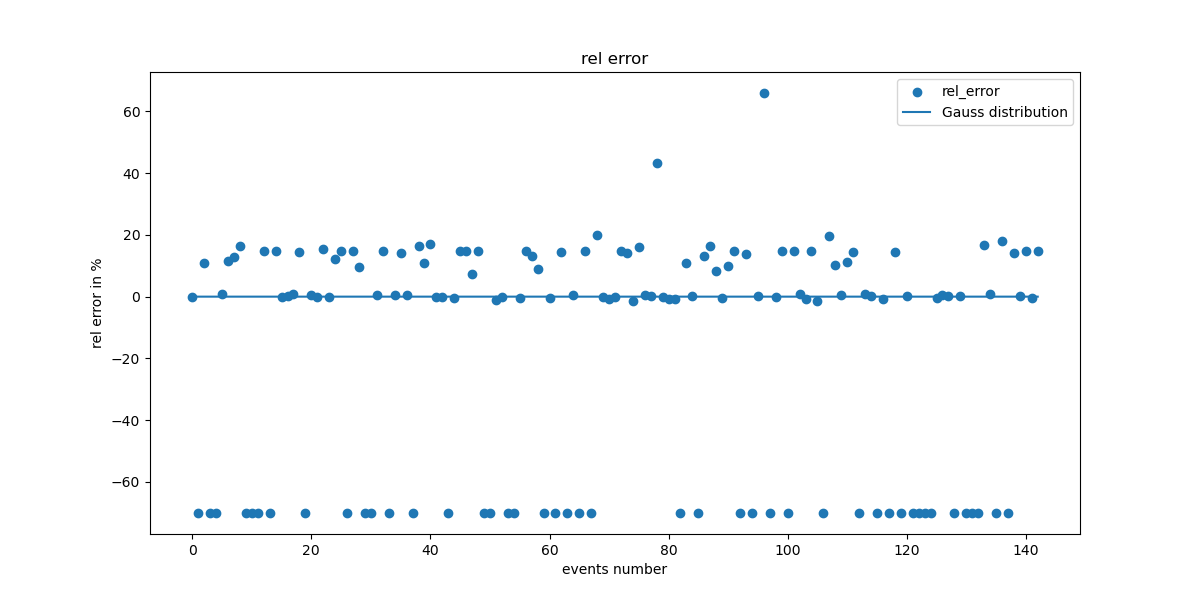 rel error
rel_error
Gauss distribution
60
40
20
0
−20
−40
−60
rel error in %
0 20 40 60 80 100 120 140
events number